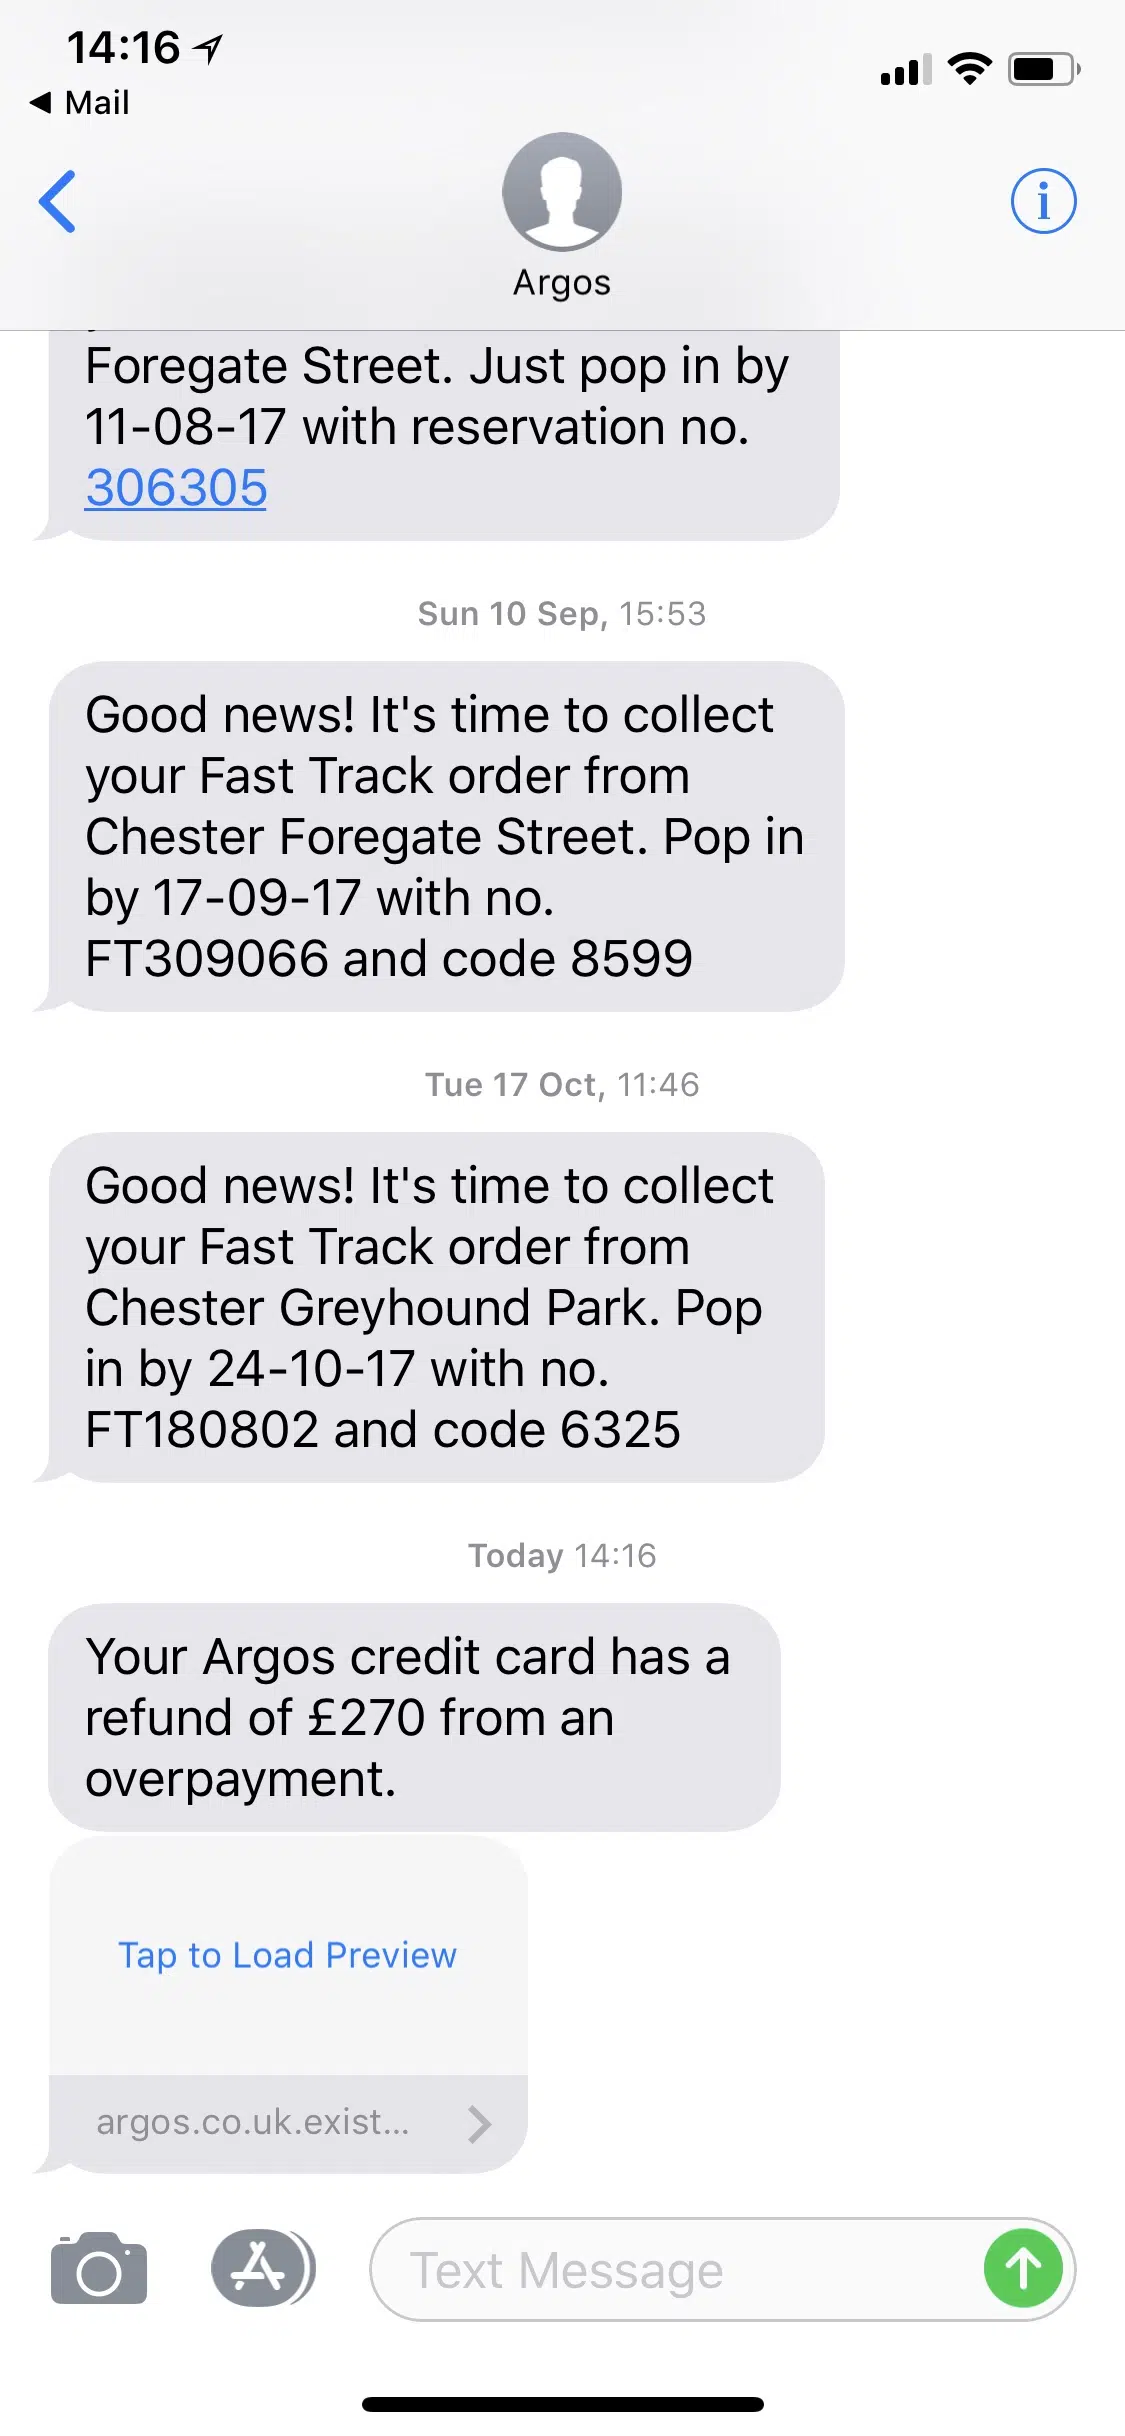 14:16
Mail
Argos
Foregate Street. Just pop in by
11-08-17 with reservation no.
306305
Sun 10 Sep, 15:53
Good news! It's time to collect
your Fast Track order from
Chester Foregate Street. Pop in
by 17-09-17 with no.
FT309066 and code 8599
Tue 17 Oct, 11:46
Good news! It's time to collect
your Fast Track order from
Chester Greyhound Park. Pop
in by 24-10-17 with no.
FT180802 and code 6325
Today 14:16
Your Argos credit card has a
refund of £270 from an
overpayment.
Tap to Load Preview
argos.co.uk.exist...
Text Message